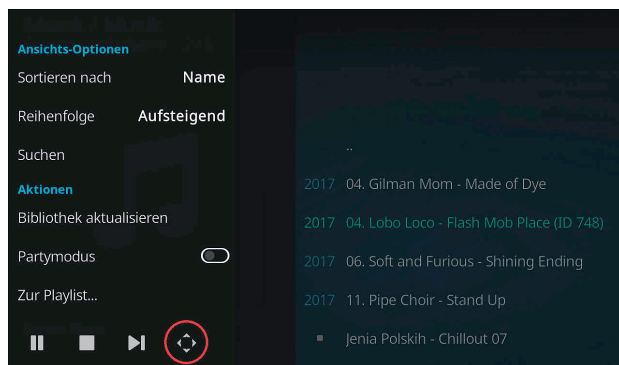 Ansichts-Optionen
Sortieren nach Name
Reihenfolge Aufsteigend
Suchen
Aktionen
Bibliothek aktualisieren
Partymodus
Zur Playlist...
..
2017 04. Gilman Mom - Made of Dye
2017 04. Lobo Loco - Flash Mob Place (ID 748)
2017 06. Soft and Furious - Shining Ending
2017 11. Pipe Choir - Stand Up
Jenia Polskih - Chillout 07